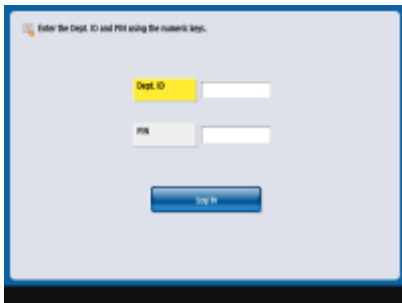 Enter the Dept. ID and PIN using the numeric keys.
Dept. ID
PIN
Log In